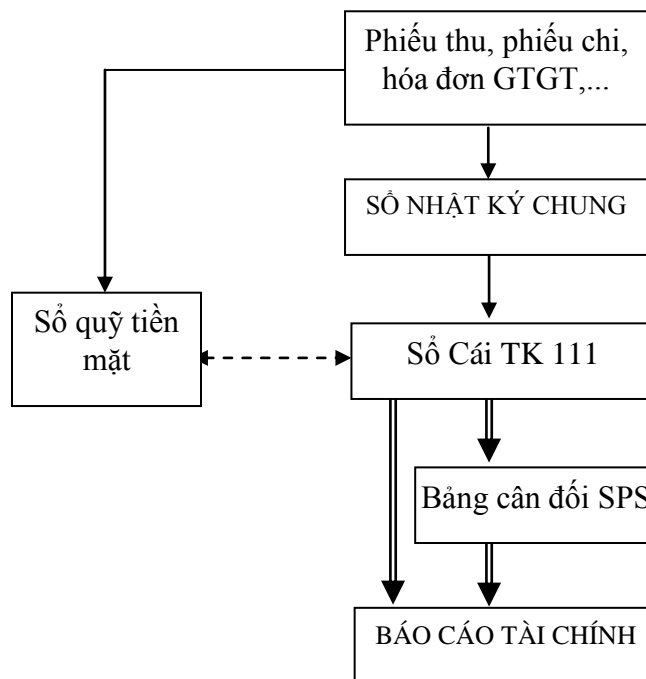 Phiếu thu, phiếu chi,
hóa đơn GTGT,...
SỔ NHẬT KÝ CHUNG
Sổ quỹ tiền
mặt
Sổ Cái TK 111
Bảng cân đối SPS
BÁO CÁO TÀI CHÍNH